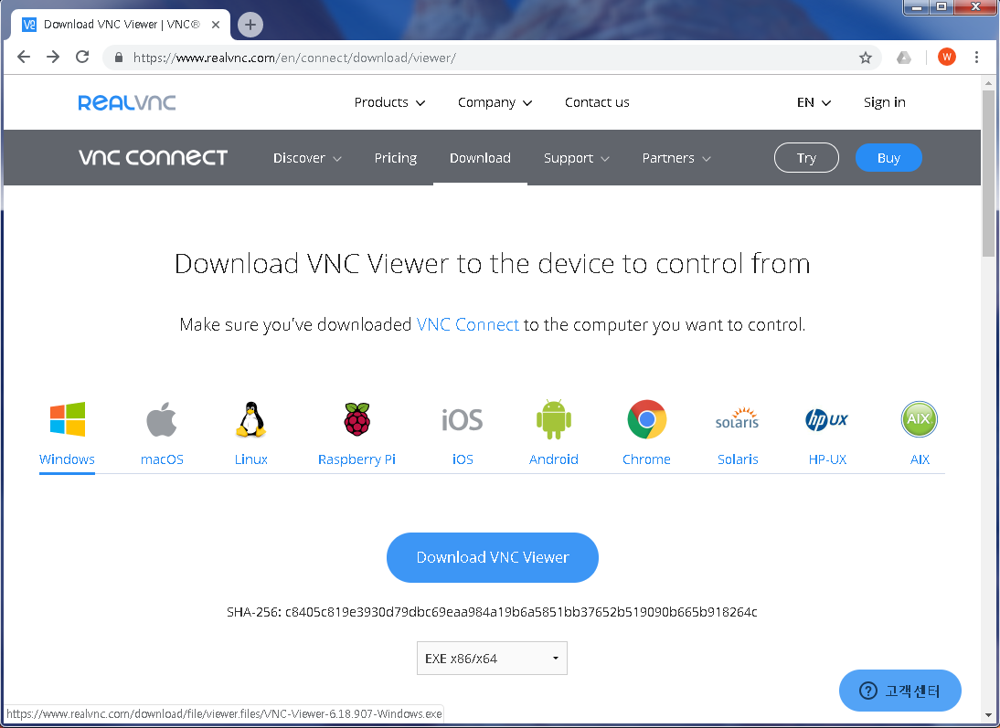 Download VNC Viewer | VNC®
https://www.realvnc.com/en/connect/download/viewer/
W
REALVNC Products Company Contact us EN Sign in
VNC CONNECT Discover Pricing Download Support Partners Try Buy
Download VNC Viewer to the device to control from
Make sure you've downloaded VNC Connect to the computer you want to control.
iOS solaris hp UX AIX
Windows macOS Linux Raspberry Pi iOS Android Chrome Solaris HP-UX AIX
Download VNC Viewer
SHA-256: c8405c819e3930d79dbc69eaa984a19b6a5851bb37652b519090b665b918264c
EXE x86/x64
? 고객센터
https://www.realvnc.com/download/file/viewer.files/VNC-Viewer-6.18.907-Windows.exe